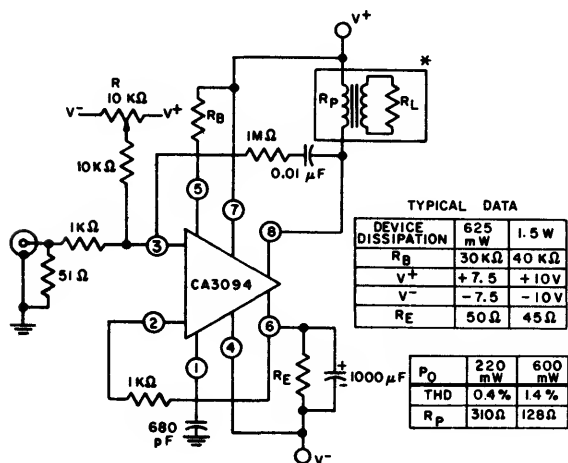 V+
*
R
10 KΩ
V-
V+
RB
RP
RL
1MΩ
10KΩ
0.01 μF
5
7
8
1KΩ
3
51 Ω
CA3094
2
6
1
4
1KΩ
RE
1000 μF
+
-
680
pF
V-
TYPICAL DATA
DEVICE DISSIPATION 625 mW 1.5 W
RB 30KΩ 40 KΩ
V+ +7.5 +10V
V- -7.5 -10V
RE 50Ω 45Ω
PO 220 mW 600 mW
THD 0.4% 1.4%
RP 310Ω 128Ω